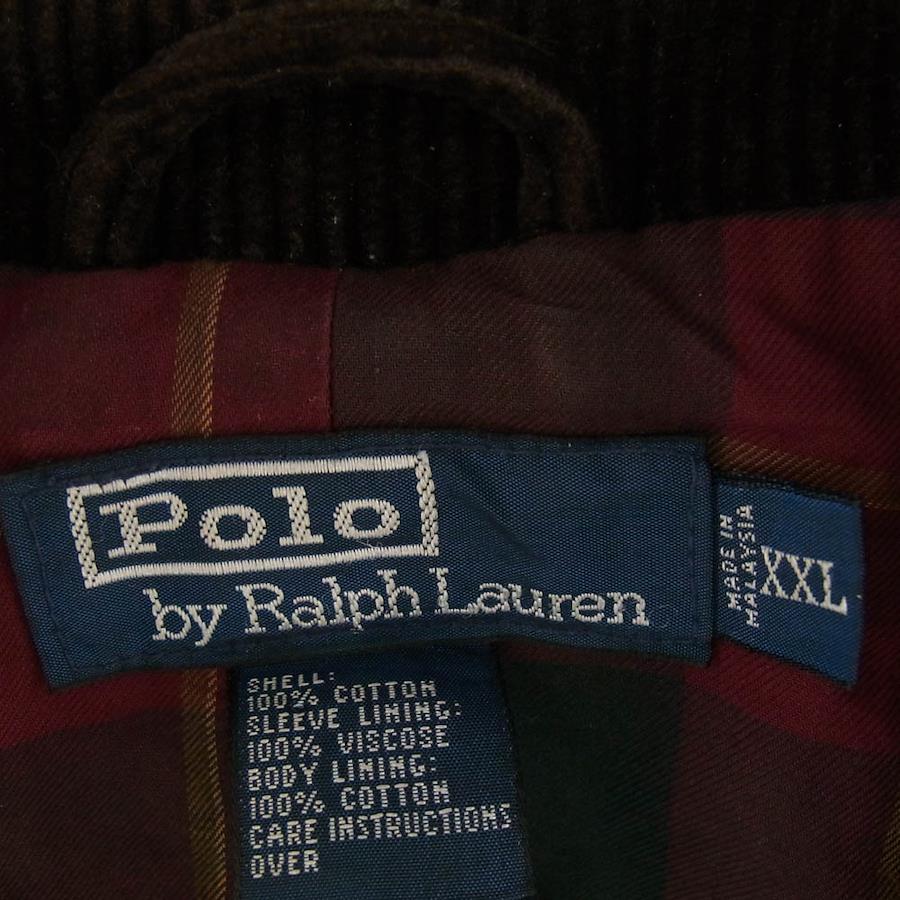 Polo
by Ralph Lauren
MADE IN
MALAYSIA
XXL
SHELL:
100% COTTON
SLEEVE LINING:
100% VISCOSE
BODY LINING:
100% COTTON
CARE INSTRUCTIONS
OVER